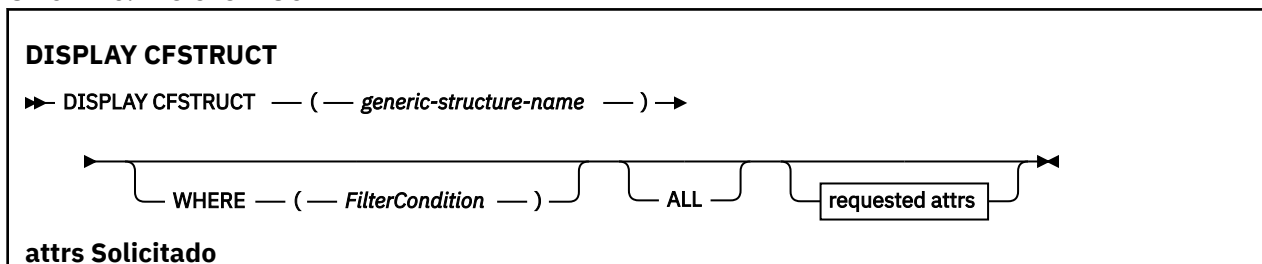 DISPLAY CFSTRUCT
DISPLAY CFSTRUCT — ( — generic-structure-name — )
WHERE — ( — FilterCondition — ) ALL requested attrs
attrs Solicitado